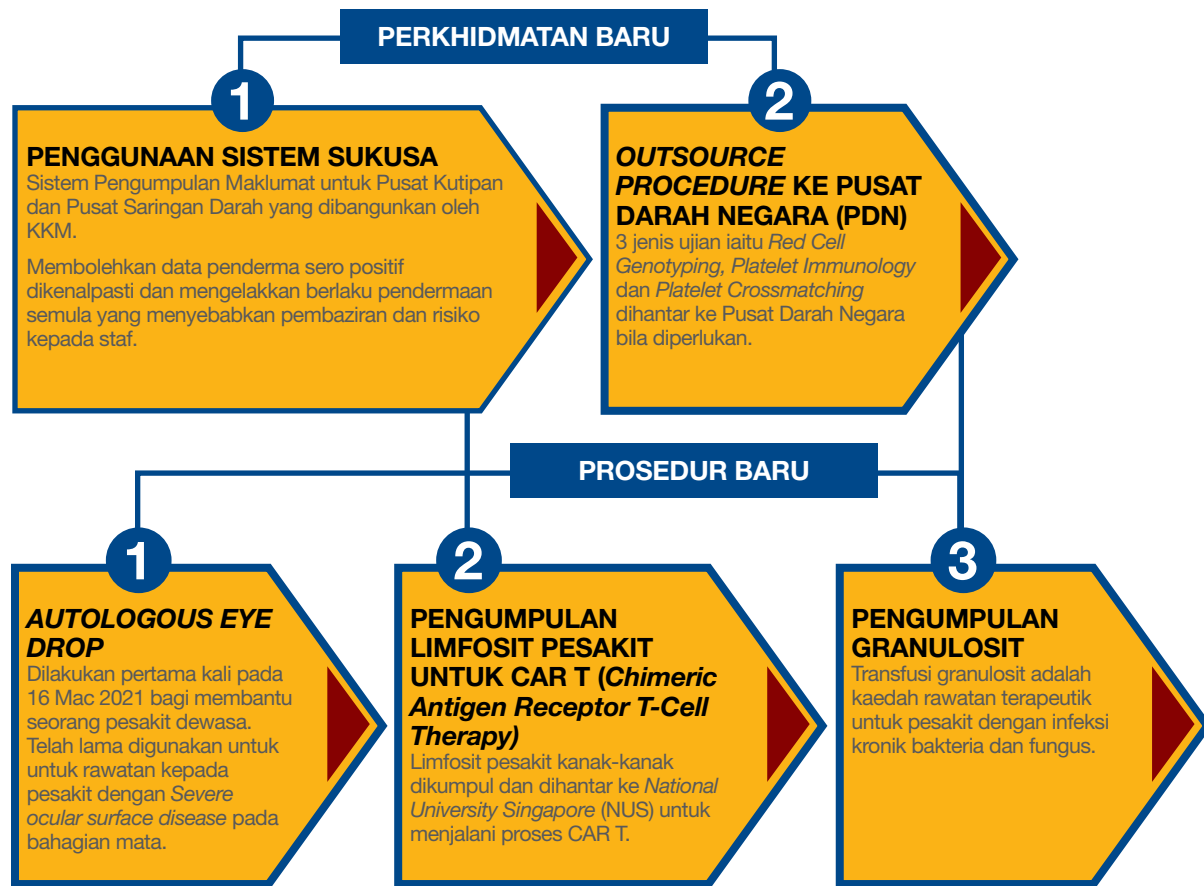 PERKHIDMATAN BARU
1
PENGGUNAAN SISTEM SUKUSA
Sistem Pengumpulan Maklumat untuk Pusat Kutipan
dan Pusat Saringan Darah yang dibangunkan oleh
KKM.
Membolehkan data penderma sero positif
dikenalpasti dan mengelakkan berlaku pendermaan
semula yang menyebabkan pembaziran dan risiko
kepada staf.
2
OUTSOURCE
PROCEDURE KE PUSAT
DARAH NEGARA (PDN)
3 jenis ujian iaitu Red Cell
Genotyping, Platelet Immunology
dan Platelet Crossmatching
dihantar ke Pusat Darah Negara
bila diperlukan.
PROSEDUR BARU
1
AUTOLOGOUS EYE
DROP
Dilakukan pertama kali pada
16 Mac 2021 bagi membantu
seorang pesakit dewasa.
Telah lama digunakan untuk
untuk rawatan kepada
pesakit dengan Severe
ocular surface disease pada
bahagian mata.
2
PENGUMPULAN
LIMFOSIT PESAKIT
UNTUK CAR T (Chimeric
Antigen Receptor T-Cell
Therapy)
Limfosit pesakit kanak-kanak
dikumpul dan dihantar ke National
University Singapore (NUS) untuk
menjalani proses CAR T.
3
PENGUMPULAN
GRANULOSIT
Transfusi granulosit adalah
kaedah rawatan terapeutik
untuk pesakit dengan infeksi
kronik bakteria dan fungus.